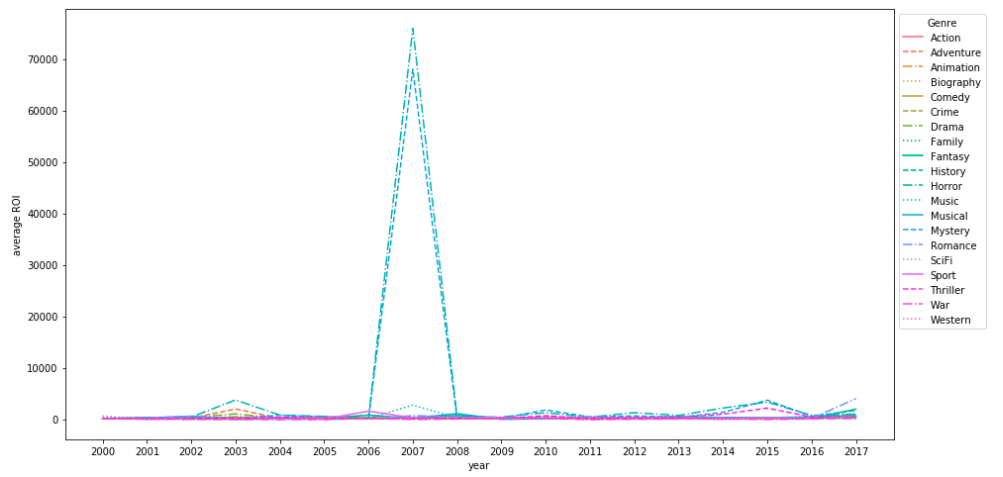 Genre
Action
Adventure
Animation
Biography
Comedy
Crime
Drama
Family
Fantasy
History
Horror
Music
Musical
Mystery
Romance
SciFi
Sport
Thriller
War
Western
average ROI
70000
60000
50000
40000
30000
20000
10000
0
2000 2001 2002 2003 2004 2005 2006 2007 2008 2009 2010 2011 2012 2013 2014 2015 2016 2017
year